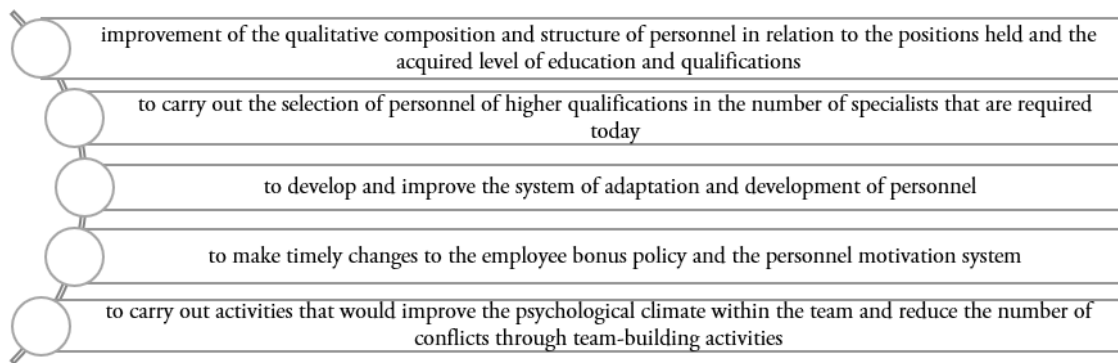 improvement of the qualitative composition and structure of personnel in relation to the positions held and the
acquired level of education and qualifications
to carry out the selection of personnel of higher qualifications in the number of specialists that are required
today
to develop and improve the system of adaptation and development of personnel
to make timely changes to the employee bonus policy and the personnel motivation system
to carry out activities that would improve the psychological climate within the team and reduce the number of
conflicts through team-building activities